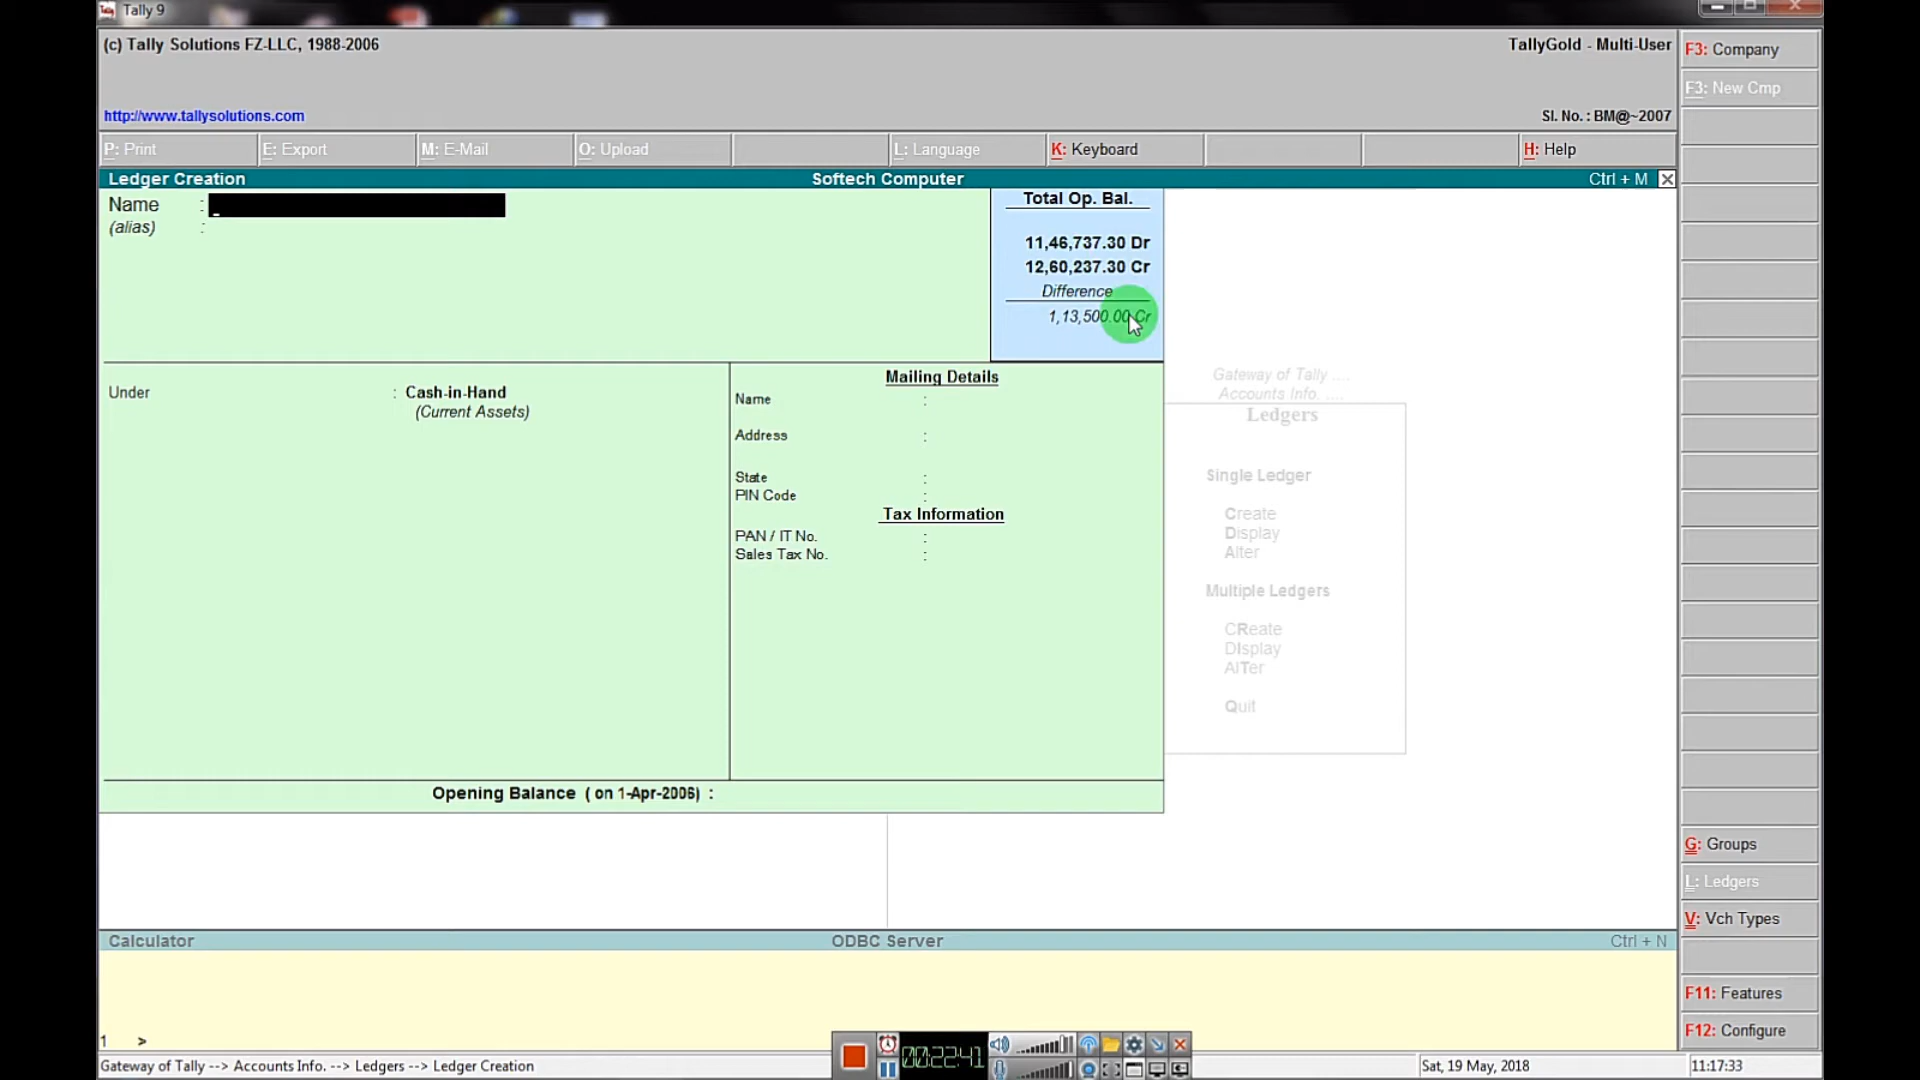 Tally 9
(c) Tally Solutions FZ-LLC, 1988-2006
TallyGold - Multi-User
http://www.tallysolutions.com
Sl. No. : BM@~2007
P: Print
E: Export
M: E-Mail
O: Upload
L: Language
K: Keyboard
H: Help
Ledger Creation
Softech Computer
Ctrl + M
Name :
(alias) :
Total Op. Bal.
11,46,737.30 Dr
12,60,237.30 Cr
Difference
1,13,500.00 Cr
Under : Cash-in-Hand
(Current Assets)
Mailing Details
Name :
Address :
State :
PIN Code :
Tax Information
PAN / IT No. :
Sales Tax No. :
Opening Balance ( on 1-Apr-2006) :
Gateway of Tally ....
Accounts Info. ....
Ledgers
Single Ledger
Create
Display
Alter
Multiple Ledgers
CReate
DIsplay
AlTer
Quit
F3: Company
F3: New Cmp
G: Groups
L: Ledgers
V: Vch Types
F11: Features
F12: Configure
Calculator
ODBC Server
Ctrl + N
1 >
Gateway of Tally --> Accounts Info. --> Ledgers --> Ledger Creation
00:22:41
Sat, 19 May, 2018
11:17:33